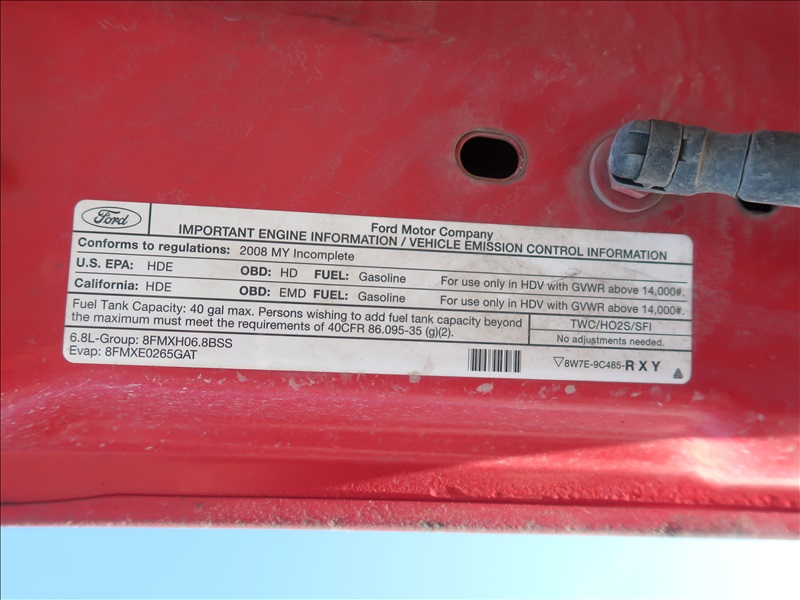 Ford
Ford Motor Company
IMPORTANT ENGINE INFORMATION / VEHICLE EMISSION CONTROL INFORMATION
Conforms to regulations: 2008 MY Incomplete
U.S. EPA: HDE OBD: HD FUEL: Gasoline For use only in HDV with GVWR above 14,000#.
California: HDE OBD: EMD FUEL: Gasoline For use only in HDV with GVWR above 14,000#.
Fuel Tank Capacity: 40 gal max. Persons wishing to add fuel tank capacity beyond
the maximum must meet the requirements of 40CFR 86.095-35 (g)(2).
TWC/HO2S/SFI
No adjustments needed.
6.8L-Group: 8FMXH06.8BSS
Evap: 8FMXE0265GAT
8W7E-9C485-RXY